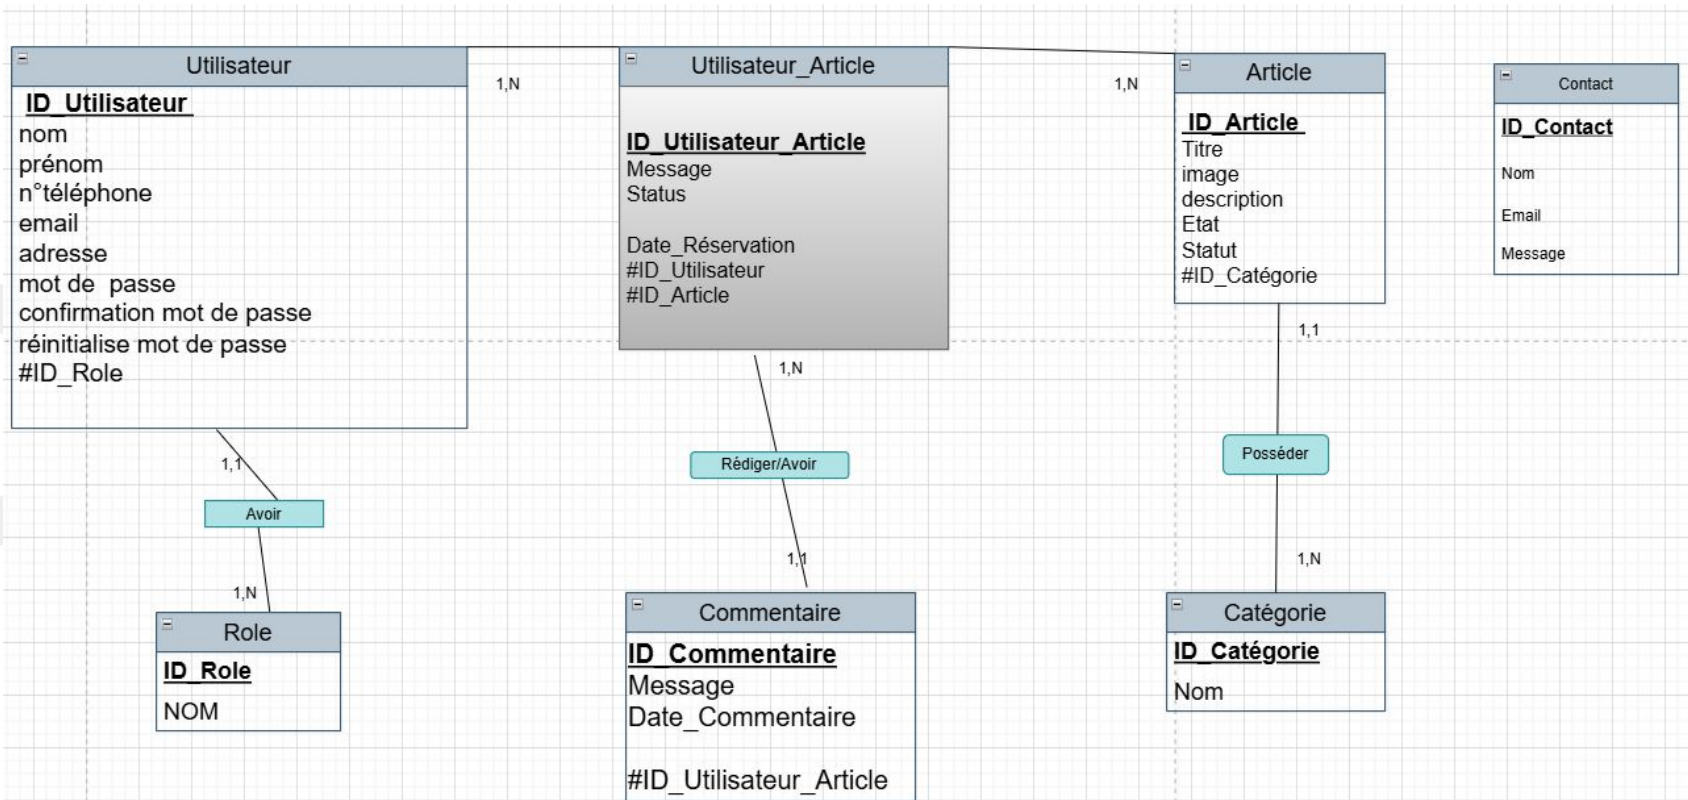 Utilisateur
ID_Utilisateur
nom
prénom
n°téléphone
email
adresse
mot de  passe
confirmation mot de passe
réinitialise mot de passe
#ID_Role
1,N
Utilisateur_Article
ID_Utilisateur_Article
Message
Status
Date_Réservation
#ID_Utilisateur
#ID_Article
1,N
Article
ID_Article
Titre
image
description
Etat
Statut
#ID_Catégorie
Contact
ID_Contact
Nom
Email
Message
1,1
Avoir
1,N
Role
ID_Role
NOM
1,N
Rédiger/Avoir
1,1
Commentaire
ID_Commentaire
Message
Date_Commentaire
#ID_Utilisateur_Article
1,1
Posséder
1,N
Catégorie
ID_Catégorie
Nom